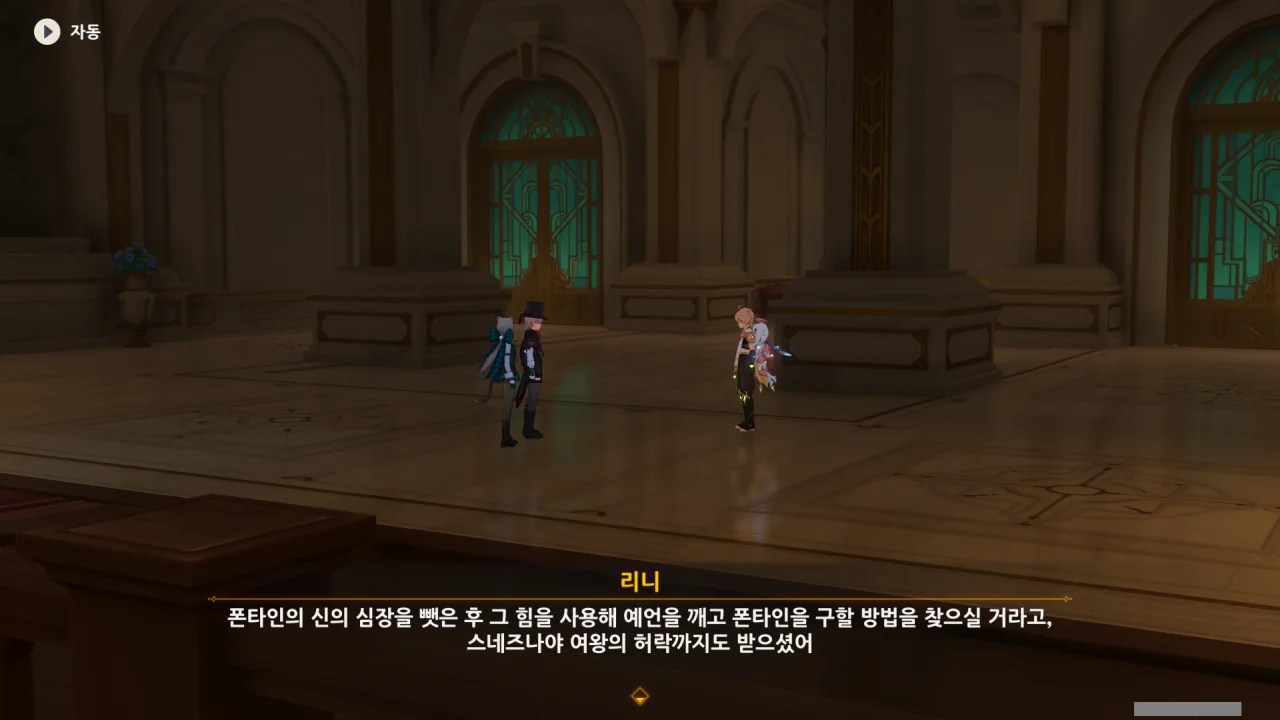 자동
리니
폰타인의 신의 심장을 뺏은 후 그 힘을 사용해 예언을 깨고 폰타인을 구할 방법을 찾으실 거라고,
스네즈나야 여왕의 허락까지도 받으셨어